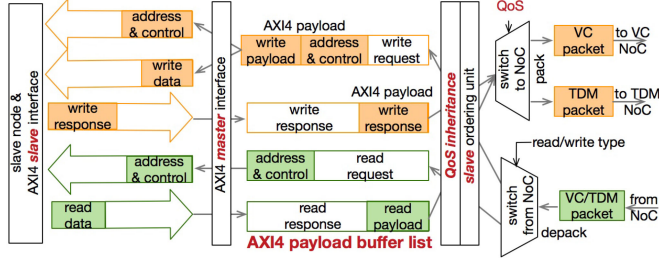 QoS
AXI4 payload
address
& control
write
payload
address
& control
write
request
write
data
VC
packet
to VC
NoC
switch
to NoC
pack
TDM
packet
to TDM
NoC
slave node &
AXI4 slave interface
AXI4 master interface
QoS inheritance
slave ordering unit
AXI4 payload
write
response
write
response
write
response
read/write type
address
& control
address
& control
read
request
switch
from NoC
depack
VC/TDM
packet
from
NoC
read
data
read
response
read
payload
AXI4 payload buffer list